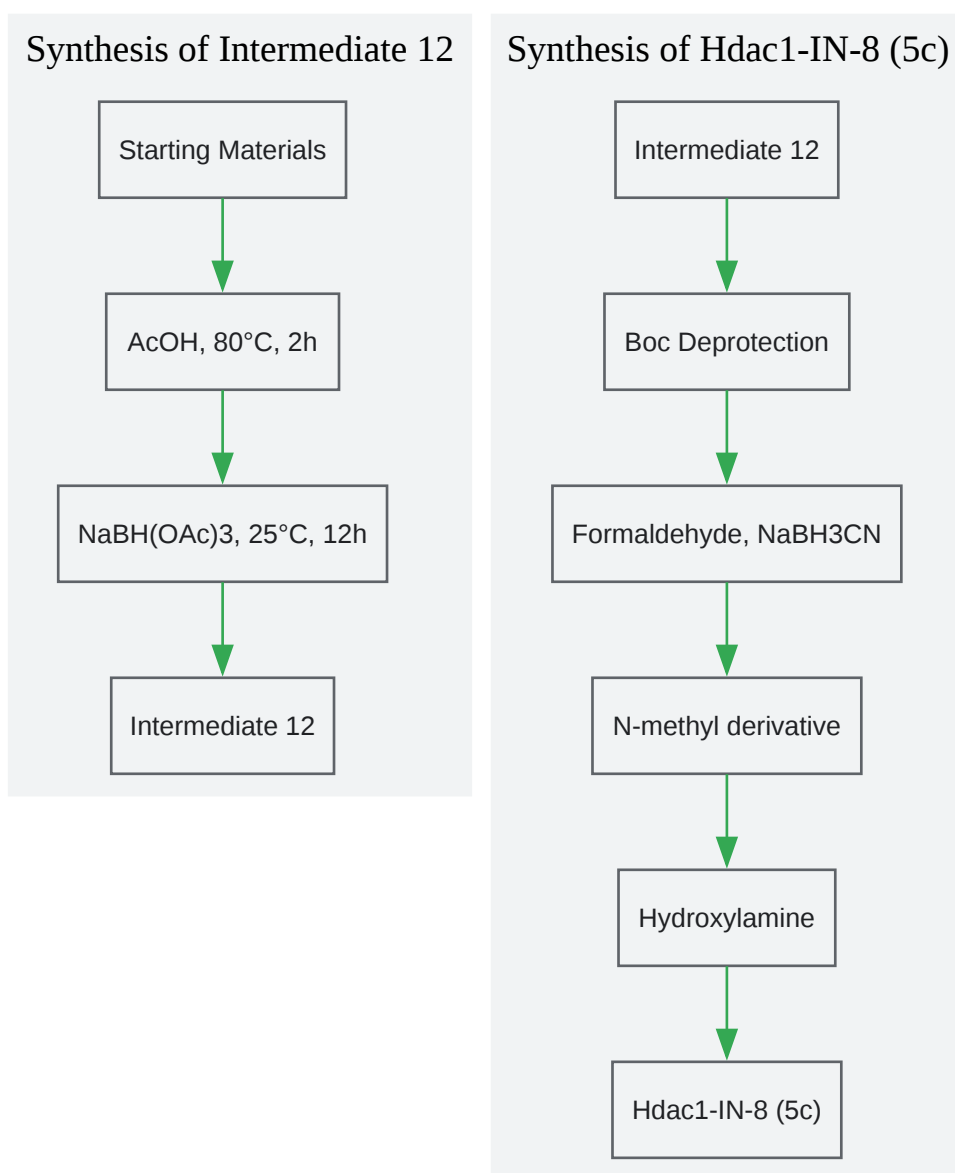 Synthesis of Intermediate 12
Starting Materials
AcOH, 80°C, 2h
NaBH(OAc)3, 25°C, 12h
Intermediate 12
Synthesis of Hdac1-IN-8 (5c)
Intermediate 12
Boc Deprotection
Formaldehyde, NaBH3CN
N-methyl derivative
Hydroxylamine
Hdac1-IN-8 (5c)